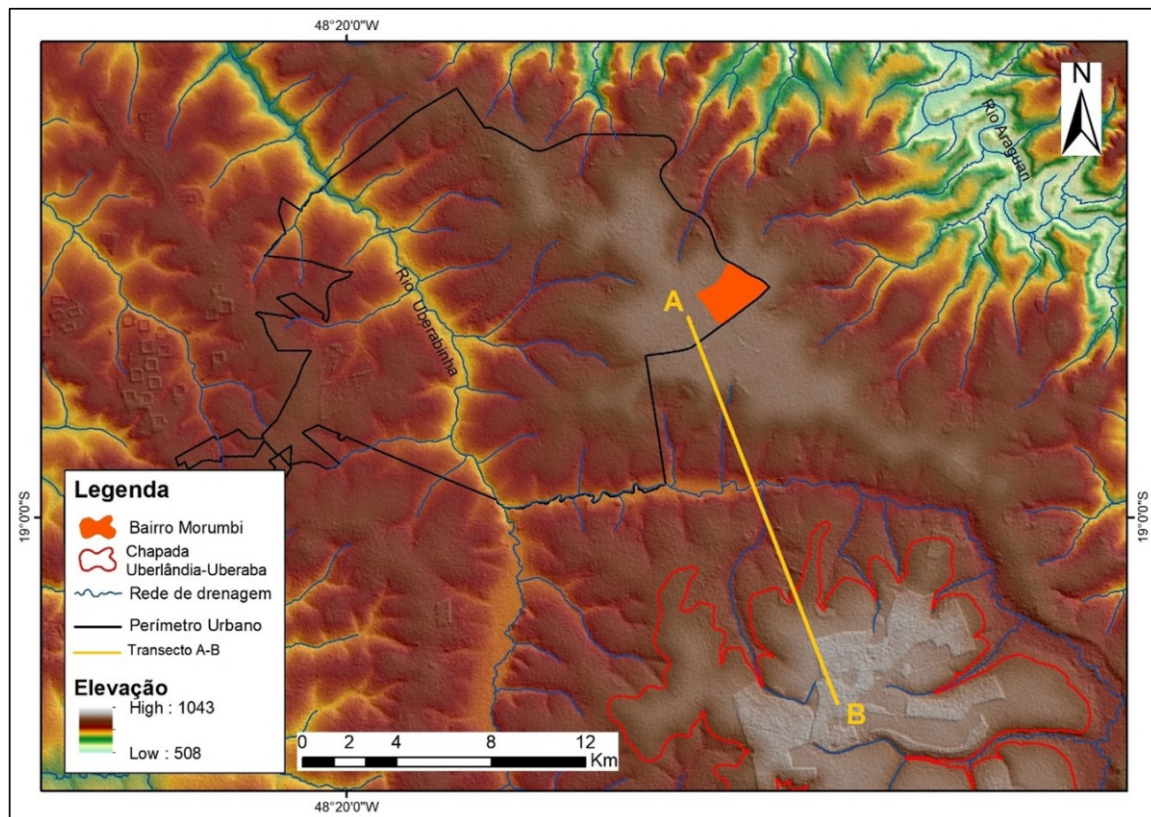 48°20'0"W
N
Rio Araguari
Rio Uberabinha
A
19°0'0"S
19°0'0"S
B
Legenda
Bairro Morumbi
Chapada
Uberlândia-Uberaba
Rede de drenagem
Perímetro Urbano
Transecto A-B
Elevação
High : 1043
Low : 508
0 2 4 8 12
Km
48°20'0"W